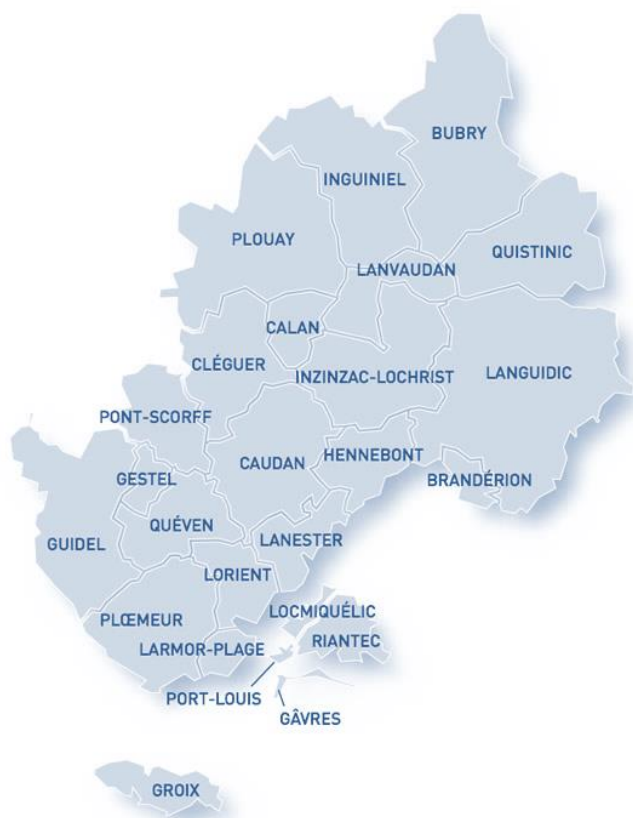 BUBRY
INGUINIEL
PLOUAY
QUISTINIC
LANVAUDAN
CALAN
CLÉGUER
INZINZAC-LOCHRIST
LANGUIDIC
PONT-SCORFF
HENNEBONT
CAUDAN
GESTEL
BRANDÉRION
QUÉVEN
GUIDEL
LANESTER
LORIENT
LOCMIQUÉLIC
PLŒMEUR
RIANTEC
LARMOR-PLAGE
PORT-LOUIS
GÂVRES
GROIX